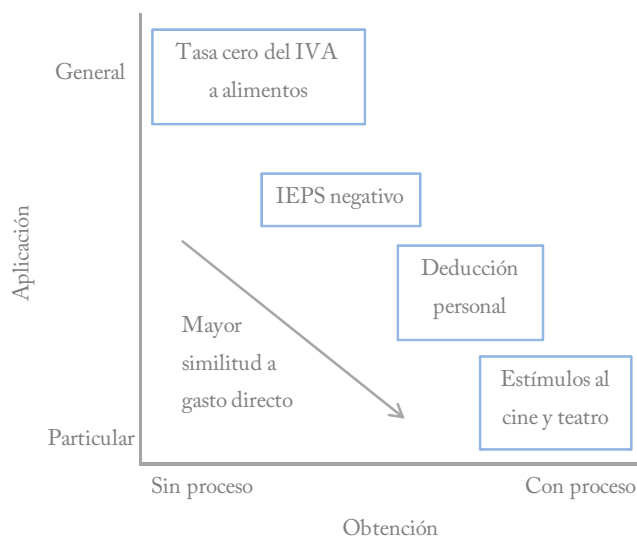 General
Tasa cero del IVA
a alimentos
IEPS negativo
Aplicación
Deducción
personal
Mayor
similitud a
gasto directo
Estímulos al
cine y teatro
Particular
Sin proceso
Con proceso
Obtención